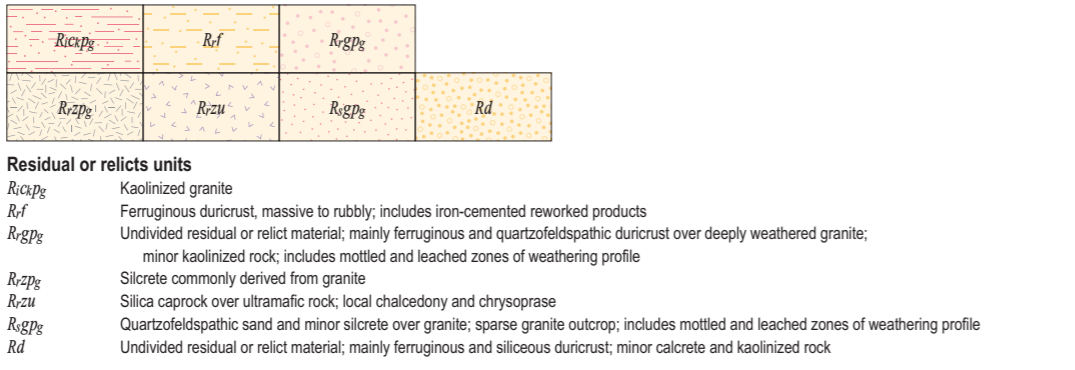 Rickpg Rrf Rrgpg
Rrzpg Rrzu Rsgpg Rd
Residual or relicts units
Rickpg Kaolinized granite
Rrf Ferruginous duricrust, massive to rubbly; includes iron-cemented reworked products
Rrgpg Undivided residual or relict material; mainly ferruginous and quartzofeldspathic duricrust over deeply weathered granite;
minor kaolinized rock; includes mottled and leached zones of weathering profile
Rrzpg Silcrete commonly derived from granite
Rrzu Silica caprock over ultramafic rock; local chalcedony and chrysoprase
Rsgpg Quartzofeldspathic sand and minor silcrete over granite; sparse granite outcrop; includes mottled and leached zones of weathering profile
Rd Undivided residual or relict material; mainly ferruginous and siliceous duricrust; minor calcrete and kaolinized rock